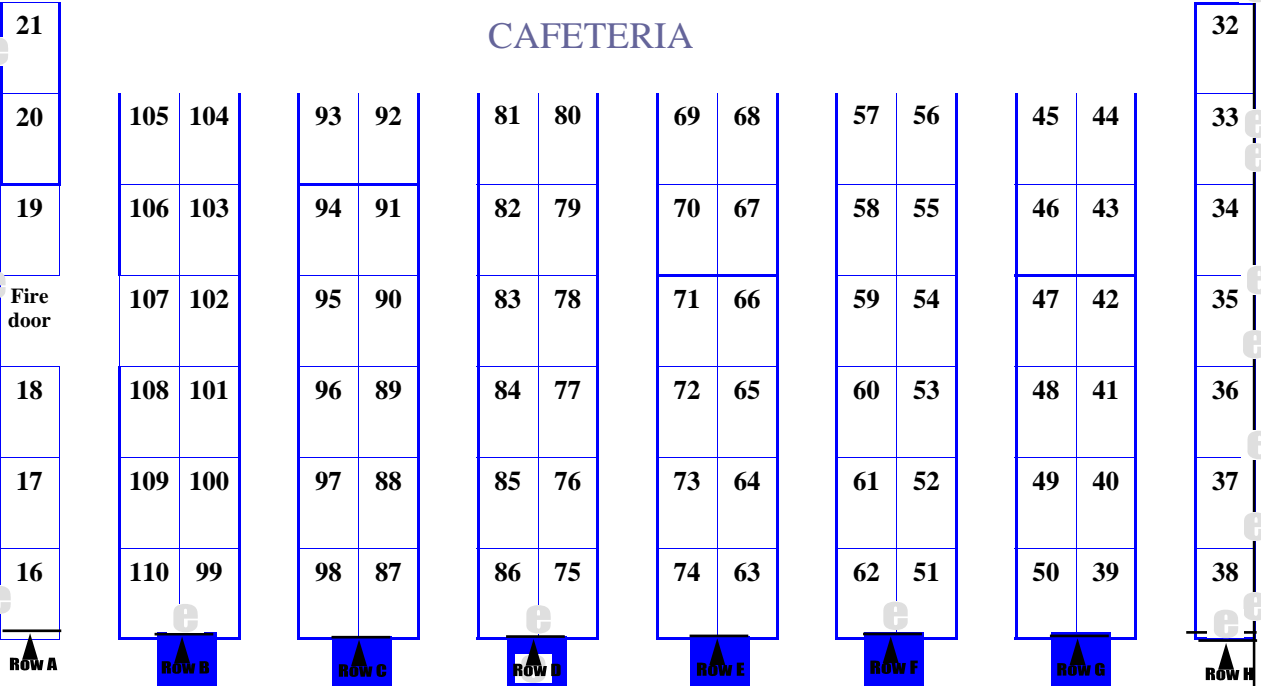 21 CAFETERIA 32
20 105 104 93 92 81 80 69 68 57 56 45 44 33
19 106 103 94 91 82 79 70 67 58 55 46 43 34
Fire
door 107 102 95 90 83 78 71 66 59 54 47 42 35
18 108 101 96 89 84 77 72 65 60 53 48 41 36
17 109 100 97 88 85 76 73 64 61 52 49 40 37
16 110 99 98 87 86 75 74 63 62 51 50 39 38
e e e e e e e e e e e e e e e
Row A Row B Row C Row D Row E Row F Row G Row H